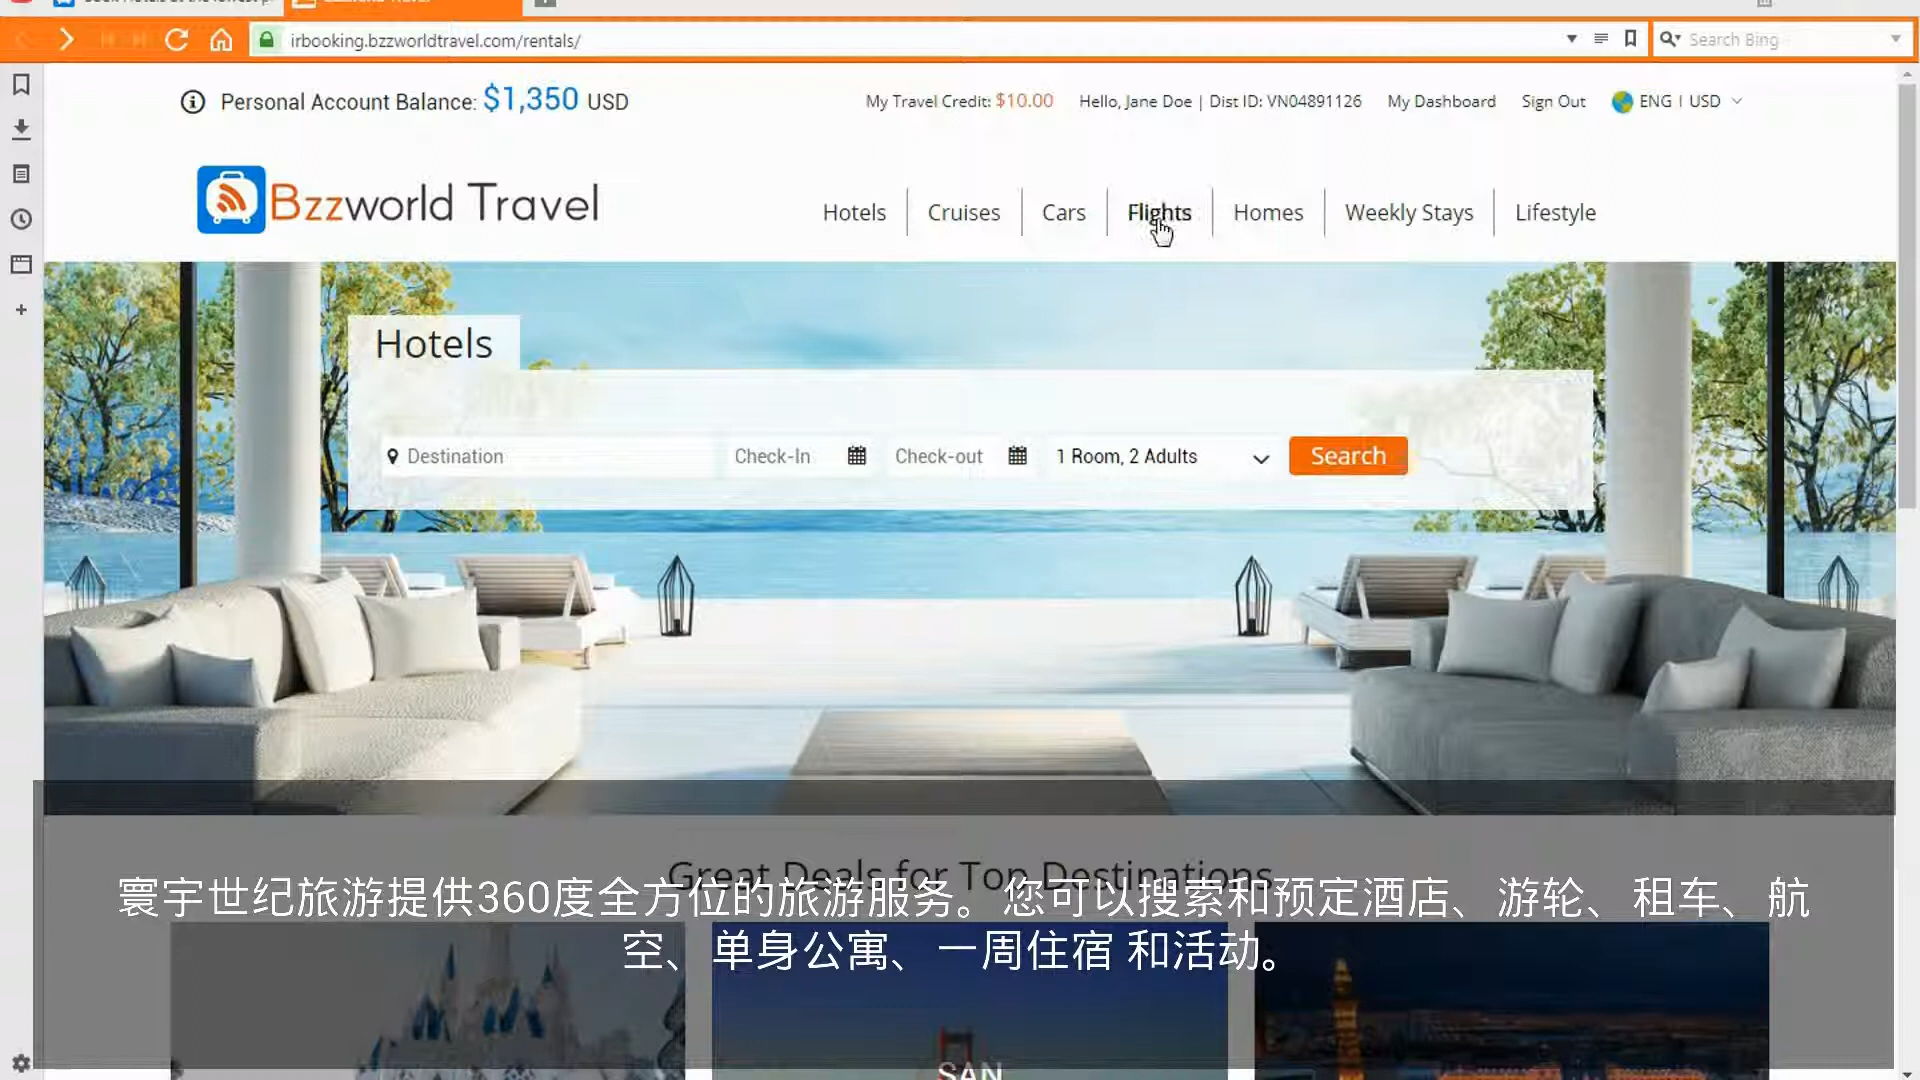 irbooking.bzzworldtravel.com/rentals/
Search Bing
Personal Account Balance: $1,350 USD
My Travel Credit: $10.00
Hello, Jane Doe | Dist ID: VN04891126
My Dashboard
Sign Out
ENG | USD
Bzzworld Travel
Hotels
Cruises
Cars
Flights
Homes
Weekly Stays
Lifestyle
Hotels
Destination
Check-In
Check-out
1 Room, 2 Adults
Search
Great Deals for Top Destinations
寰宇世纪旅游提供360度全方位的旅游服务。您可以搜索和预定酒店、游轮、租车、航
空、单身公寓、一周住宿 和活动。
SAN